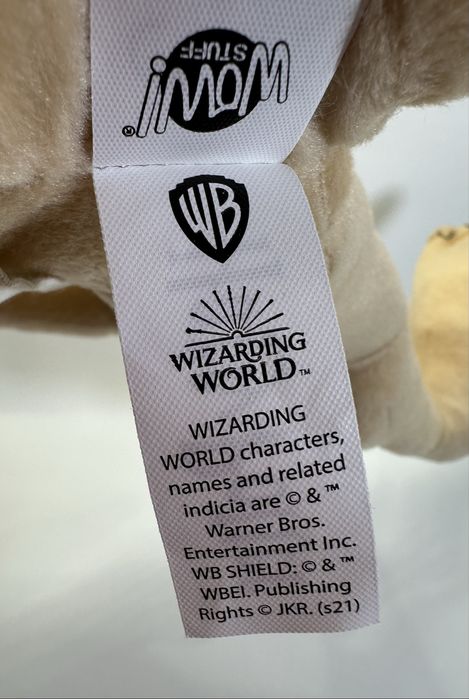 WOW!
STUFF
®
WB
WIZARDING
WORLD™
WIZARDING
WORLD characters,
names and related
indicia are © & ™
Warner Bros.
Entertainment Inc.
WB SHIELD: © & ™
WBEI. Publishing
Rights © JKR. (s21)